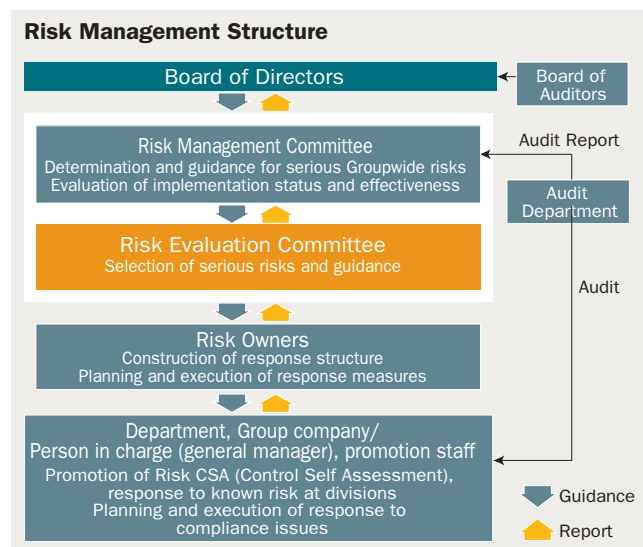 Risk Management Structure
Board of Directors
Board of
Auditors
Risk Management Committee
Determination and guidance for serious Groupwide risks
Evaluation of implementation status and effectiveness
Audit Report
Audit
Department
Risk Evaluation Committee
Selection of serious risks and guidance
Audit
Risk Owners
Construction of response structure
Planning and execution of response measures
Department, Group company/
Person in charge (general manager), promotion staff
Promotion of Risk CSA (Control Self Assessment),
response to known risk at divisions
Planning and execution of response to
compliance issues
Guidance
Report